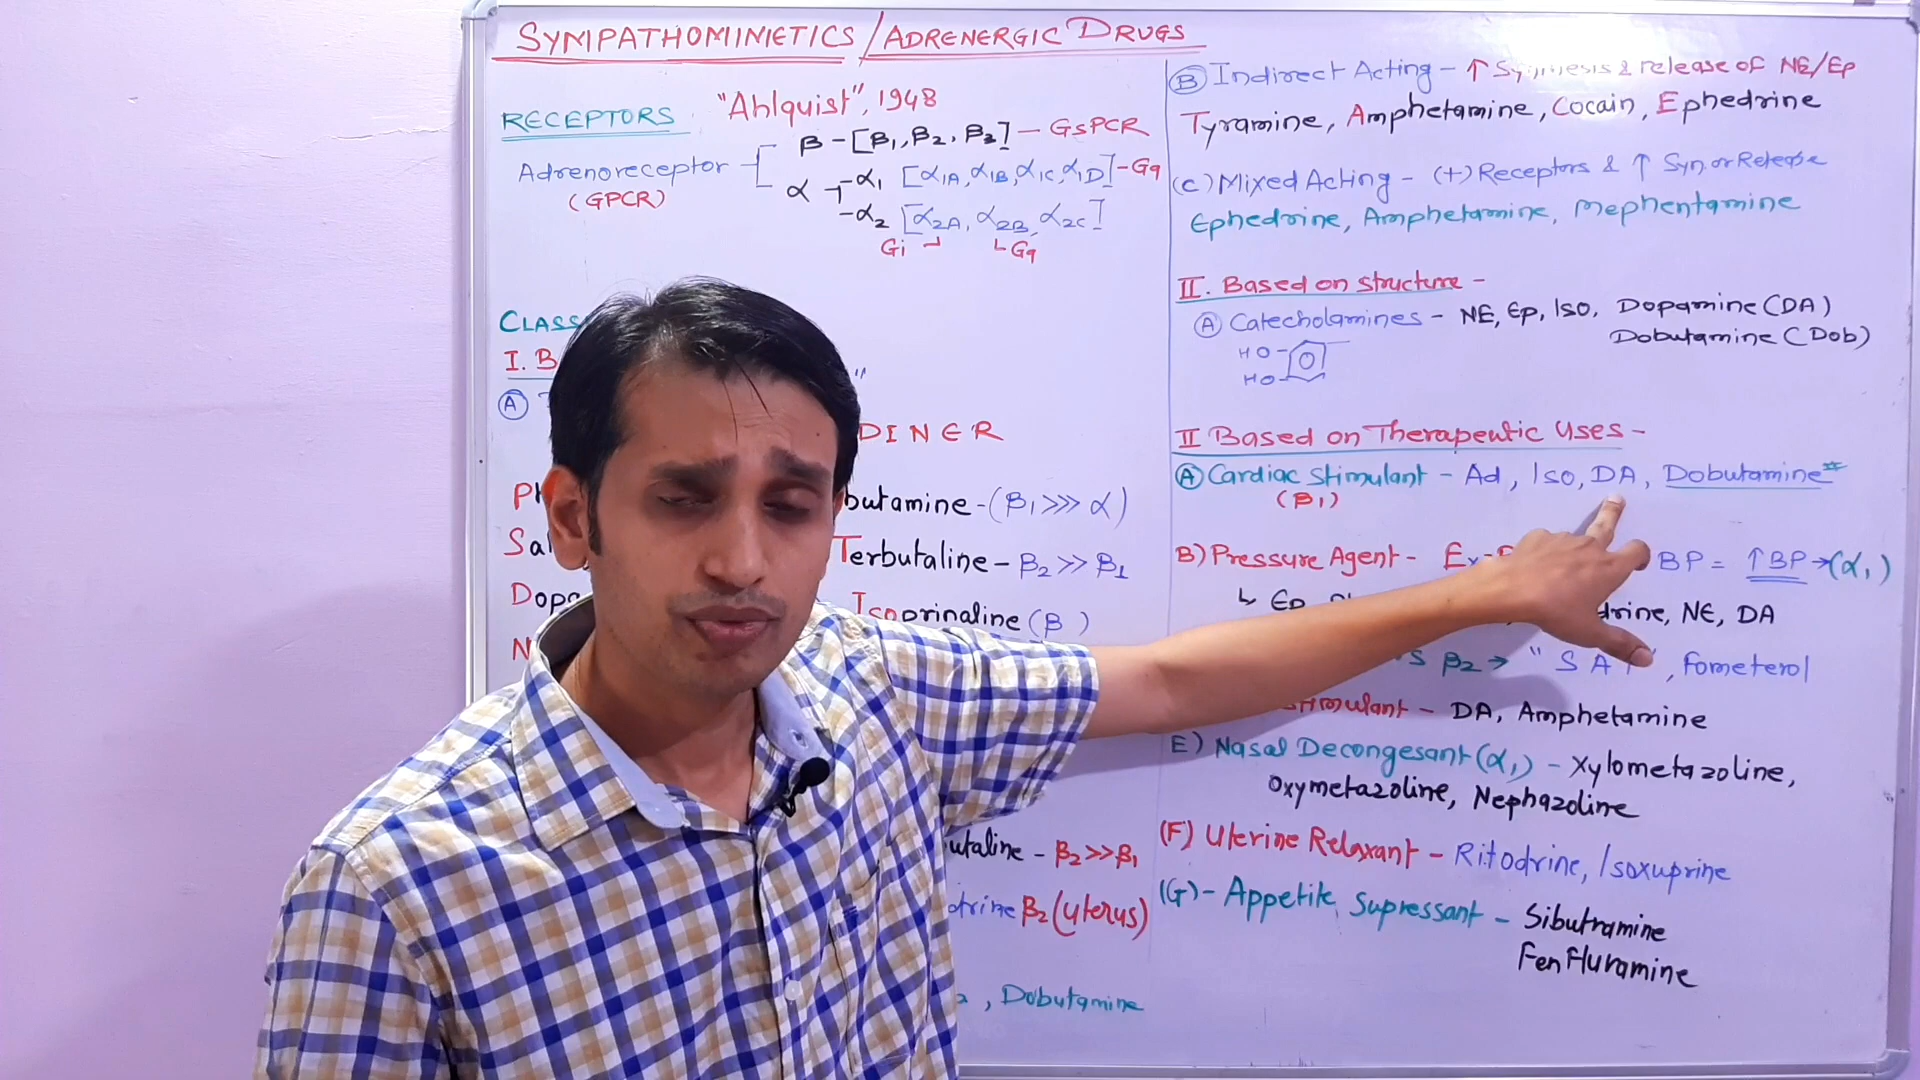 SYMPATHOMIMETICS / ADRENERGIC DRUGS
RECEPTORS "Ahlquist", 1948
β - [β1, β2, β3] - GsPCR
Adrenoreceptor
(GPCR)
α -α1 [α1A, α1B, α1C, α1D] - Gq
-α2 [α2A, α2B, α2C]
Gi Gq
CLASS
I. B
A
DINER
butamine - (β1 >>> α)
Terbutaline - β2 >> β1
Isoprinaline (β)
utaline - β2 >> β1
drine β2 (uterus)
, Dobutamine
B Indirect Acting - ↑ & release of NE/Ep
Tyramine, Amphetamine, Cocain, Ephedrine
(C) Mixed Acting - (+) Receptors & ↑ Syn. or Release
Ephedrine, Amphetamine, Mephentamine
II. Based on structure -
A Catecholamines - NE, Ep, Iso, Dopamine (DA)
Dobutamine (Dob)
HO-
HO-
II Based on Therapeutic Uses -
A Cardiac Stimulant - Ad, Iso, DA, Dobutamine*
(β1)
B) Pressure Agent - BP = ↑BP → (α1)
↳ Ep drine, NE, DA
β2 → "SA , Fometerol
stimulant - DA, Amphetamine
E) Nasal Decongesant (α1) - Xylometazoline,
Oxymetazoline, Nephazoline
(F) Uterine Relaxant - Ritodrine, Isoxuprine
(G) - Appetite Supressant - Sibutramine
Fenfluramine